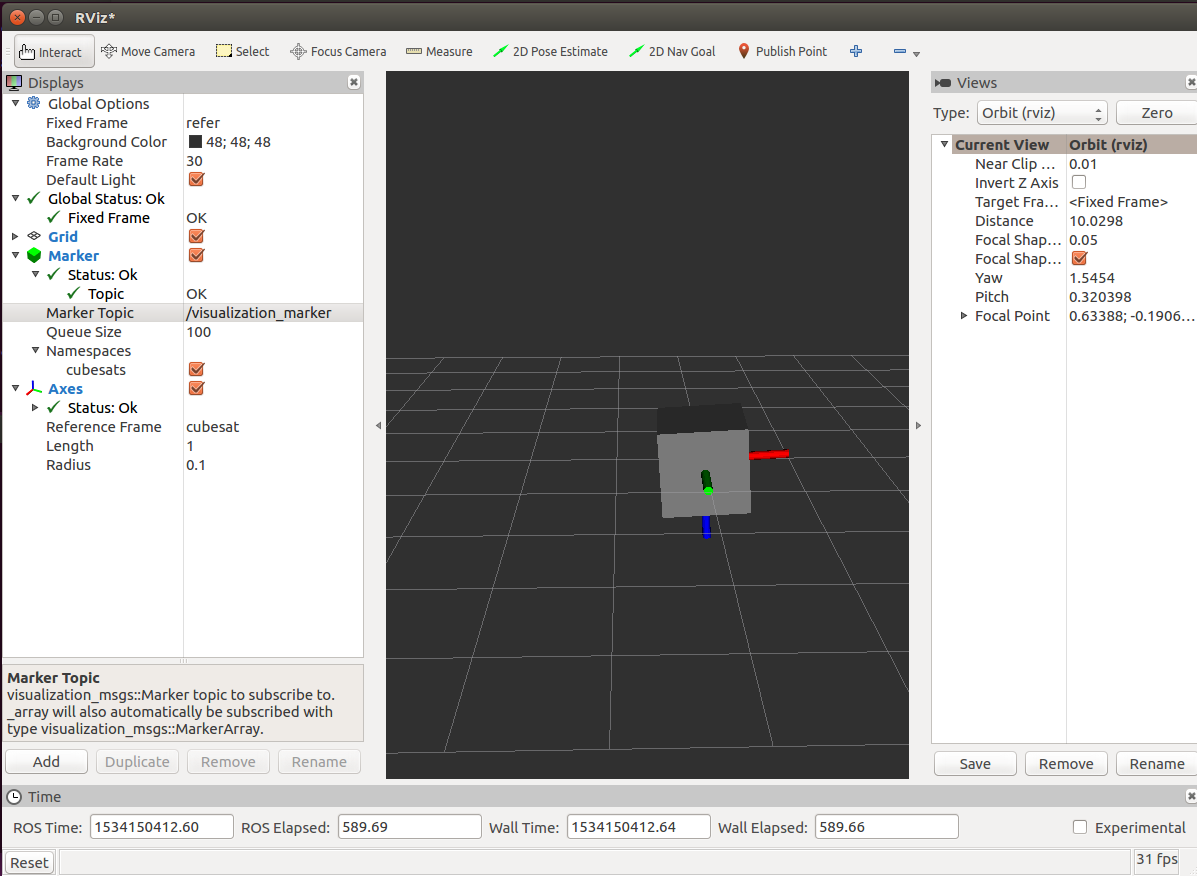 RViz*
Interact Move Camera Select Focus Camera Measure 2D Pose Estimate 2D Nav Goal Publish Point
Displays
Global Options
Fixed Frame refer
Background Color 48; 48; 48
Frame Rate 30
Default Light
Global Status: Ok
Fixed Frame OK
Grid
Marker
Status: Ok
Topic OK
Marker Topic /visualization_marker
Queue Size 100
Namespaces
cubesats
Axes
Status: Ok
Reference Frame cubesat
Length 1
Radius 0.1
Marker Topic
visualization_msgs::Marker topic to subscribe to.
_array will also automatically be subscribed with
type visualization_msgs::MarkerArray.
Add Duplicate Remove Rename
Views
Type: Orbit (rviz) Zero
Current View Orbit (rviz)
Near Clip ... 0.01
Invert Z Axis
Target Fra... <Fixed Frame>
Distance 10.0298
Focal Shap... 0.05
Focal Shap...
Yaw 1.5454
Pitch 0.320398
Focal Point 0.63388; -0.1906...
Save Remove Rename
Time
ROS Time: 1534150412.60 ROS Elapsed: 589.69 Wall Time: 1534150412.64 Wall Elapsed: 589.66 Experimental
Reset 31 fps